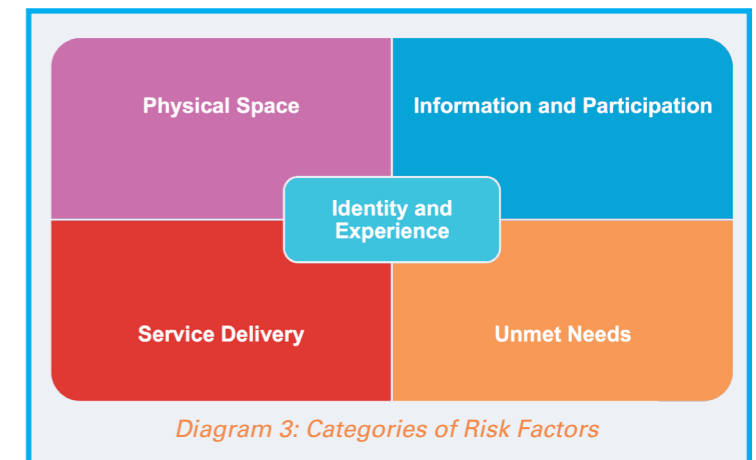 Physical Space
Information and Participation
Identity and
Experience
Service Delivery
Unmet Needs
Diagram 3: Categories of Risk Factors